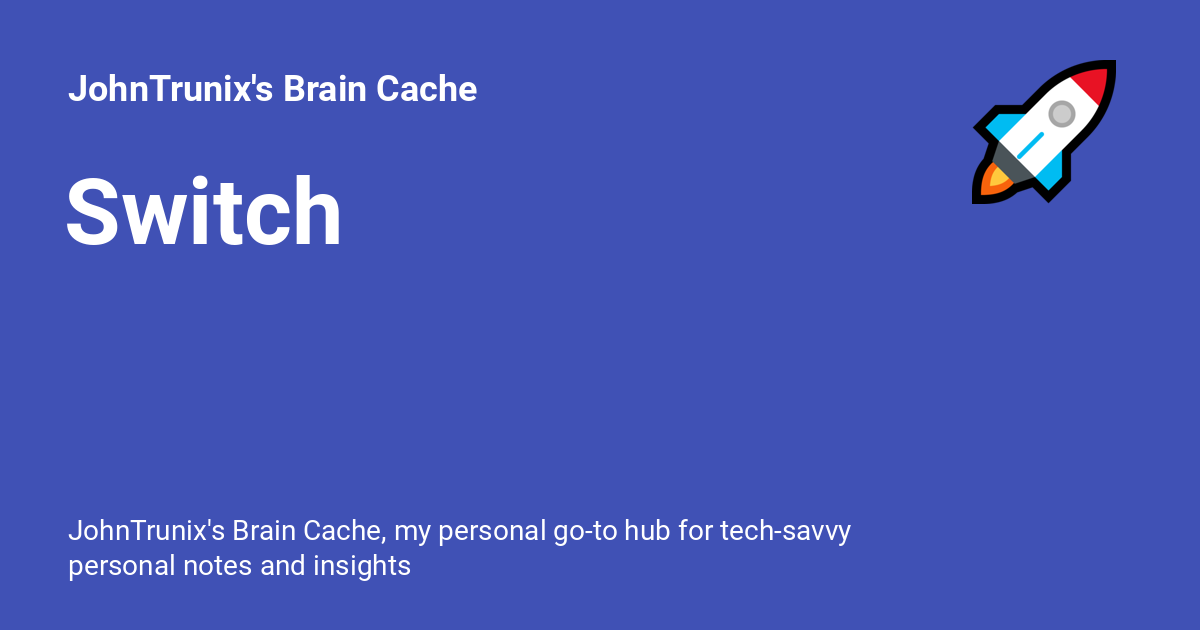 JohnTrunix's Brain Cache
Switch
JohnTrunix's Brain Cache, my personal go-to hub for tech-savvy
personal notes and insights